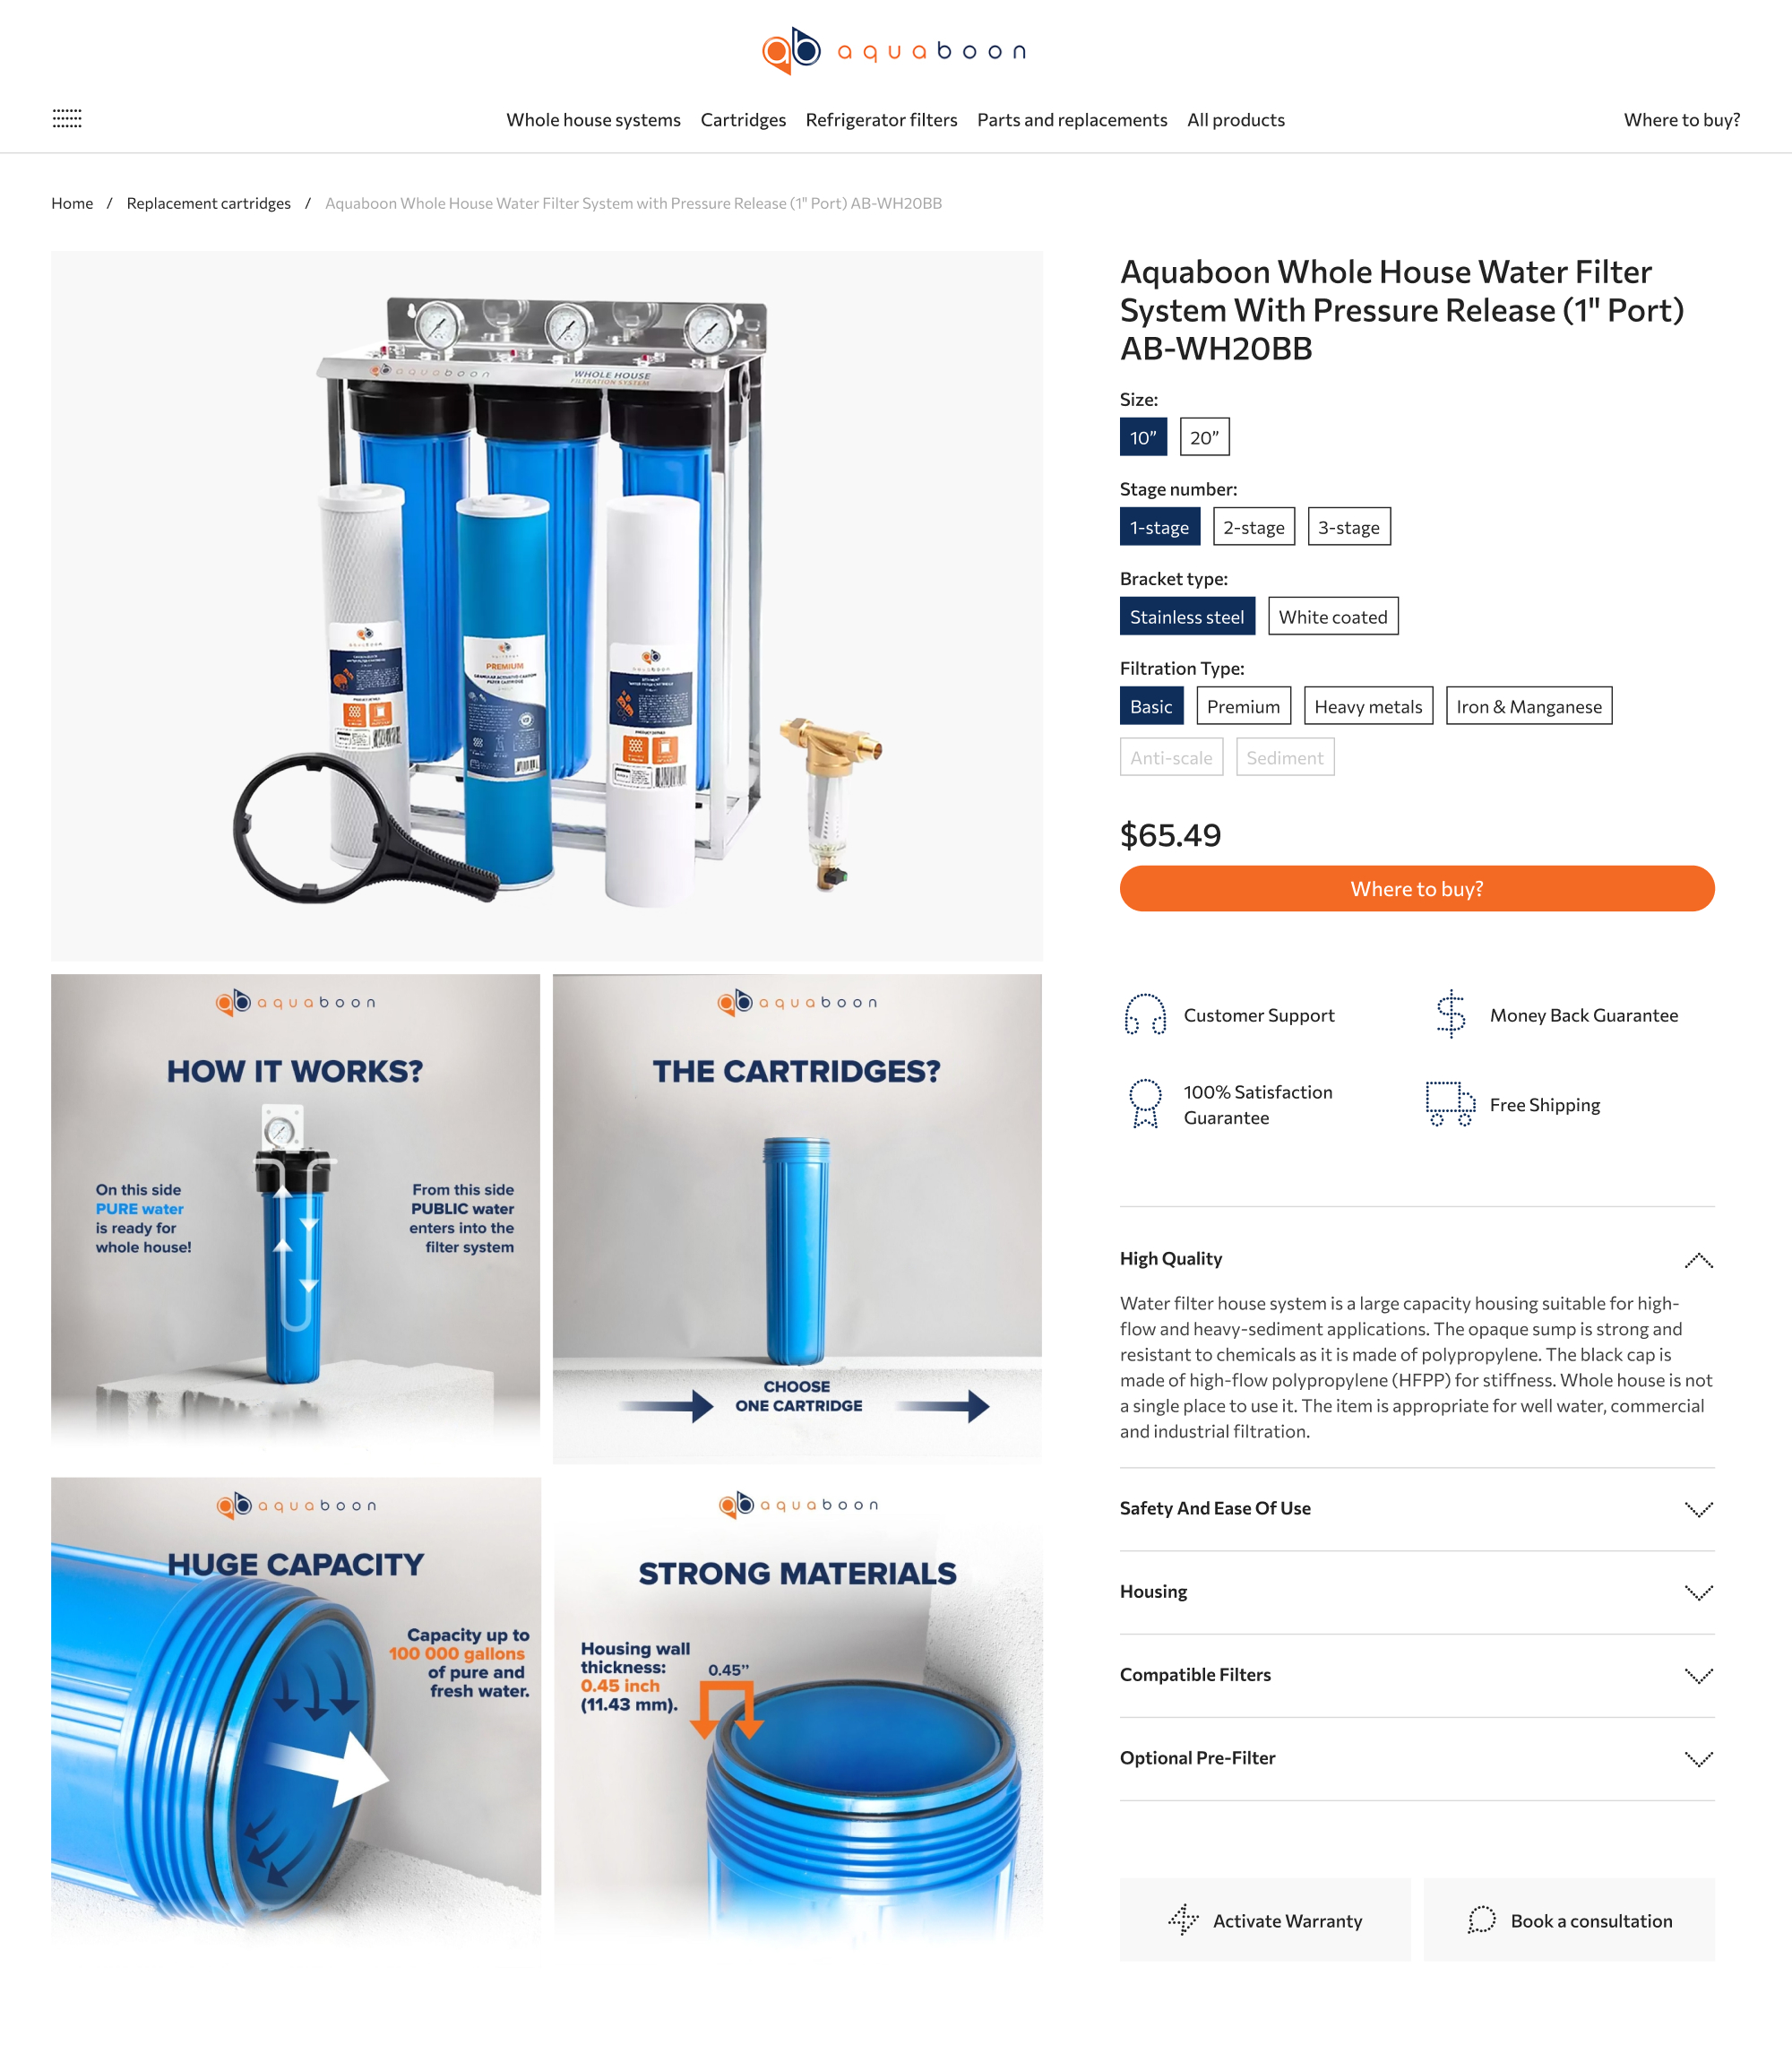 aquaboon
Whole house systems
Cartridges
Refrigerator filters
Parts and replacements
All products
Where to buy?
Home / Replacement cartridges / Aquaboon Whole House Water Filter System with Pressure Release (1" Port) AB-WH20BB
aquaboon
WHOLE HOUSE
FILTRATION SYSTEM
aquaboon
PREMIUM
GRANULAR ACTIVATED CARBON
FILTER CARTRIDGE
aquaboon
Aquaboon Whole House Water Filter
System With Pressure Release (1" Port)
AB-WH20BB
Size:
10”
20”
Stage number:
1-stage
2-stage
3-stage
Bracket type:
Stainless steel
White coated
Filtration Type:
Basic
Premium
Heavy metals
Iron & Manganese
Anti-scale
Sediment
$65.49
Where to buy?
Customer Support
Money Back Guarantee
100% Satisfaction
Guarantee
Free Shipping
High Quality
Water filter house system is a large capacity housing suitable for high-
flow and heavy-sediment applications. The opaque sump is strong and
resistant to chemicals as it is made of polypropylene. The black cap is
made of high-flow polypropylene (HFPP) for stiffness. Whole house is not
a single place to use it. The item is appropriate for well water, commercial
and industrial filtration.
Safety And Ease Of Use
Housing
Compatible Filters
Optional Pre-Filter
Activate Warranty
Book a consultation
aquaboon
HOW IT WORKS?
On this side
PURE water
is ready for
whole house!
From this side
PUBLIC water
enters into the
filter system
aquaboon
THE CARTRIDGES?
CHOOSE
ONE CARTRIDGE
aquaboon
HUGE CAPACITY
Capacity up to
100 000 gallons
of pure and
fresh water.
aquaboon
STRONG MATERIALS
Housing wall
thickness:
0.45 inch
(11.43 mm).
0.45”